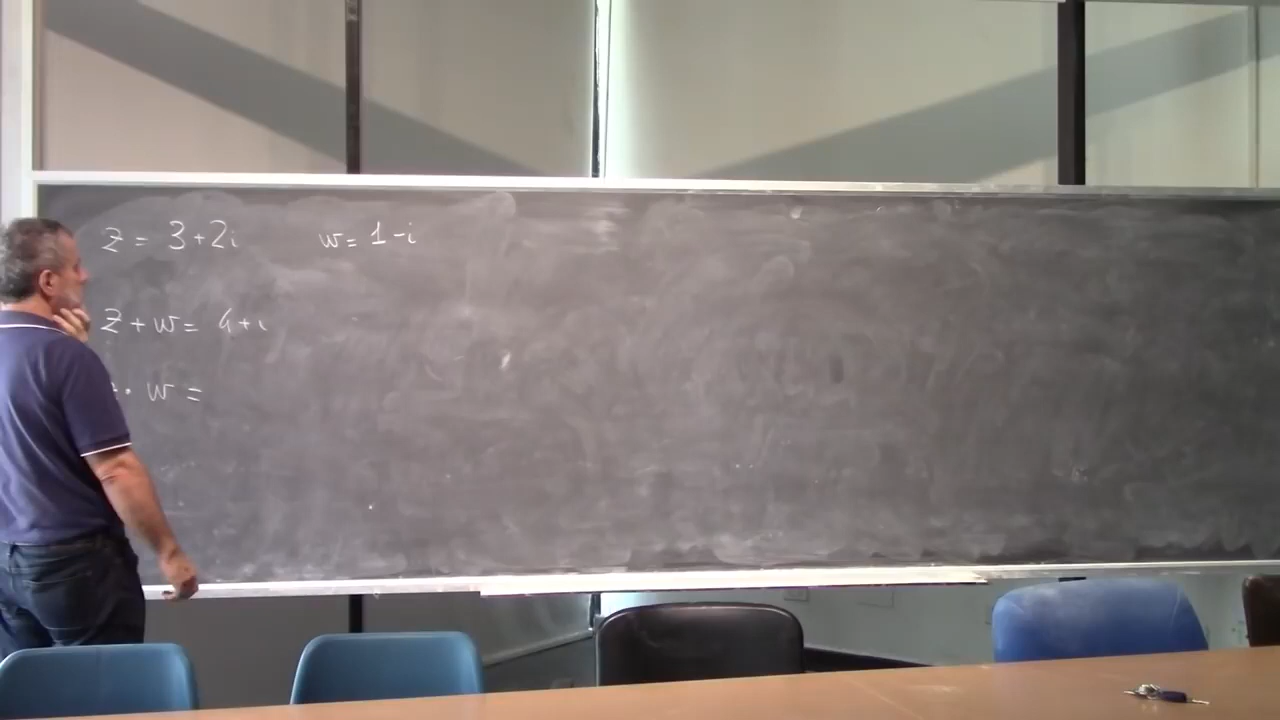 z = 3+2i w = 1-i
z + w = 4+i
· w =